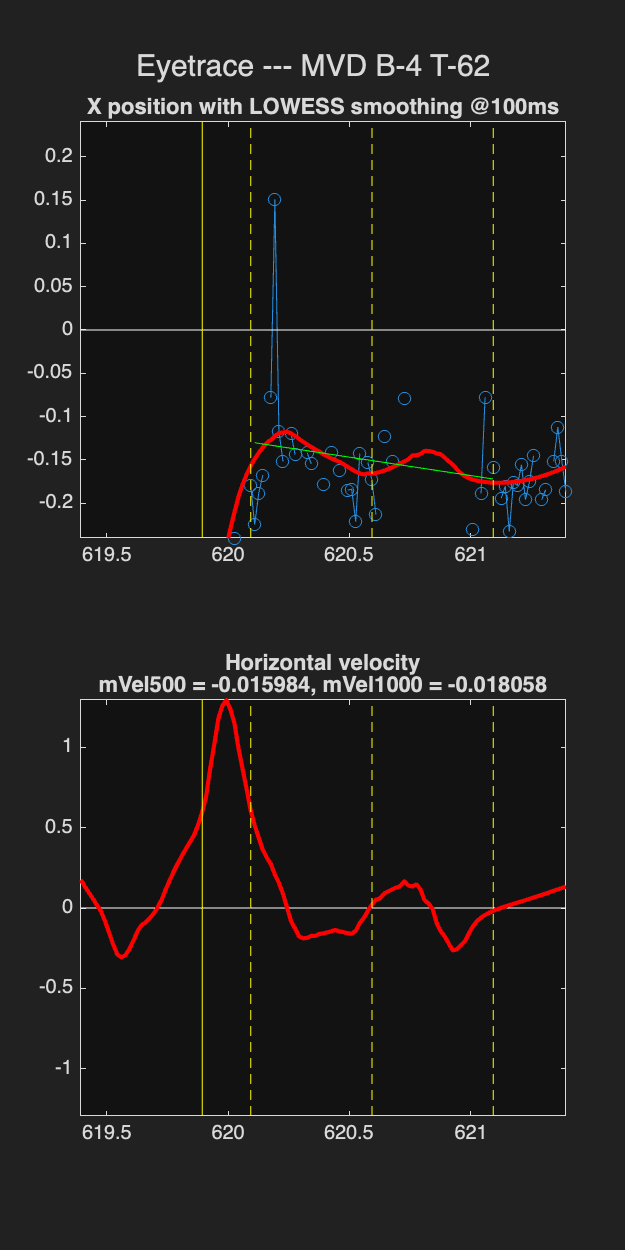 Eyetrace --- MVD B-4 T-62
X position with LOWESS smoothing @100ms
0.2
0.15
0.1
0.05
0
-0.05
-0.1
-0.15
-0.2
619.5 620 620.5 621
Horizontal velocity
mVel500 = -0.015984, mVel1000 = -0.018058
1
0.5
0
-0.5
-1
619.5 620 620.5 621